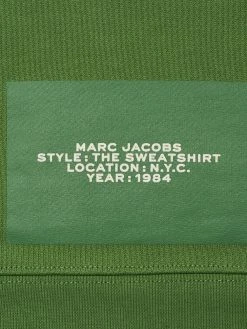 MARC JACOBS
STYLE: THE SWEATSHIRT
LOCATION: N.Y.C.
YEAR: 1984